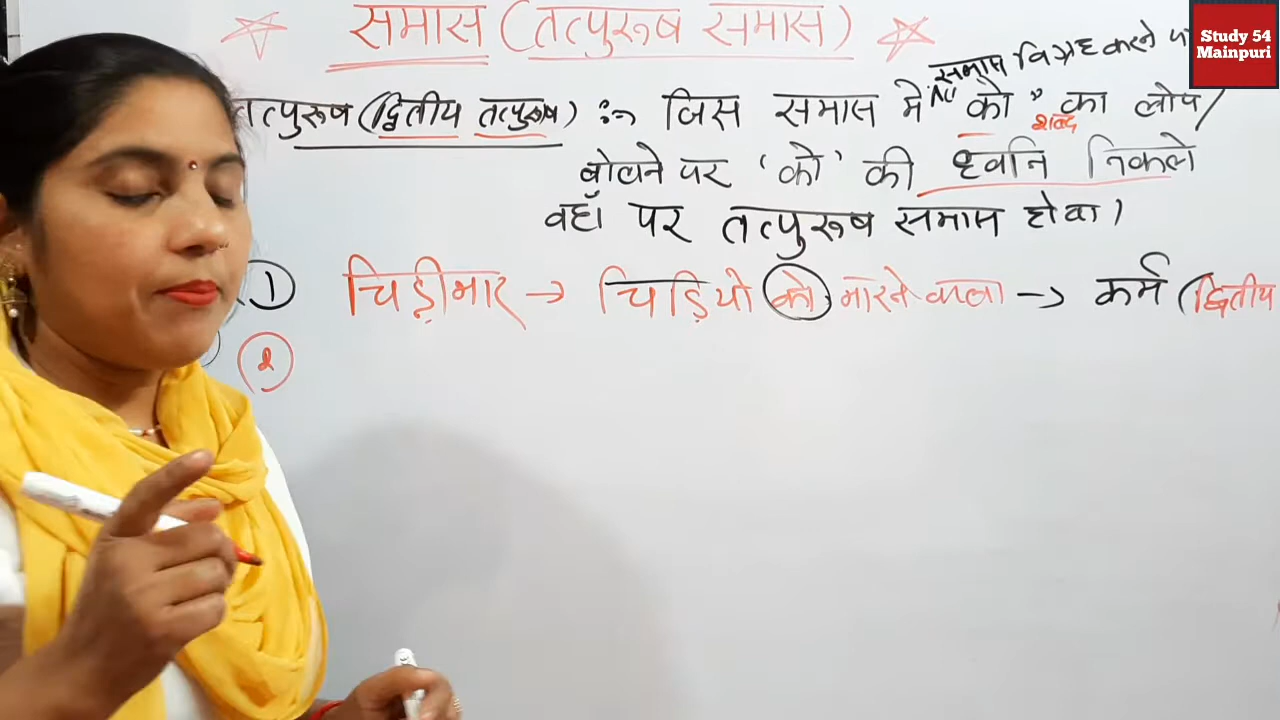 समास (तत्पुरूष समास)
Study 54
Mainpuri
समास विग्रह करने
तत्पुरूष (द्वितीय तत्पुरूष) :- जिस समास में "को" का लोप/
शब्द
बोलने पर 'को' की ध्वनि निकले
वहाँ पर तत्पुरूष समास होगा।
1 चिड़ीमार → चिड़ियो को मारने वाला → कर्म (द्वितीय
2